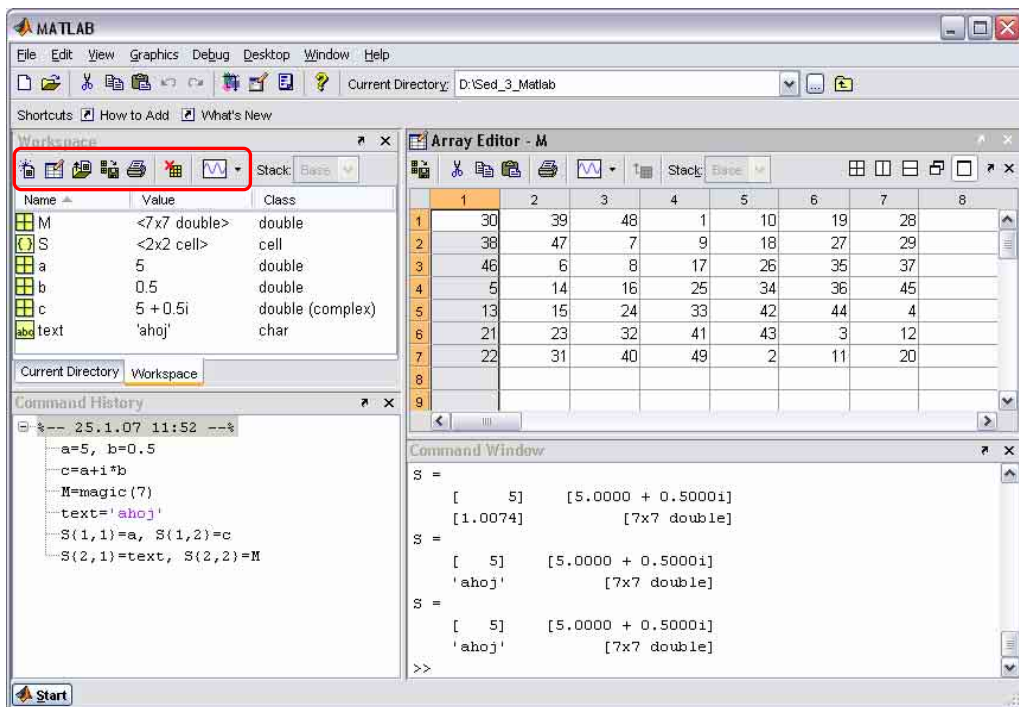 MATLAB
File Edit View Graphics Debug Desktop Window Help
Current Directory: D:\Sed_3_Matlab
Shortcuts How to Add What's New
Workspace
Stack: Base
Name Value Class
M <7x7 double> double
S <2x2 cell> cell
a 5 double
b 0.5 double
c 5 + 0.5i double (complex)
abc text 'ahoj' char
Current Directory Workspace
Array Editor - M
Stack: Base
1 2 3 4 5 6 7 8
1 30 39 48 1 10 19 28
2 38 47 7 9 18 27 29
3 46 6 8 17 26 35 37
4 5 14 16 25 34 36 45
5 13 15 24 33 42 44 4
6 21 23 32 41 43 3 12
7 22 31 40 49 2 11 20
8
9
Command History
%-- 25.1.07 11:52 --%
a=5, b=0.5
c=a+i*b
M=magic(7)
text='ahoj'
S{1,1}=a, S{1,2}=c
S{2,1}=text, S{2,2}=M
Command Window
S =
[ 5] [5.0000 + 0.5000i]
[1.0074] [7x7 double]
S =
[ 5] [5.0000 + 0.5000i]
'ahoj' [7x7 double]
S =
[ 5] [5.0000 + 0.5000i]
'ahoj' [7x7 double]
>>
Start